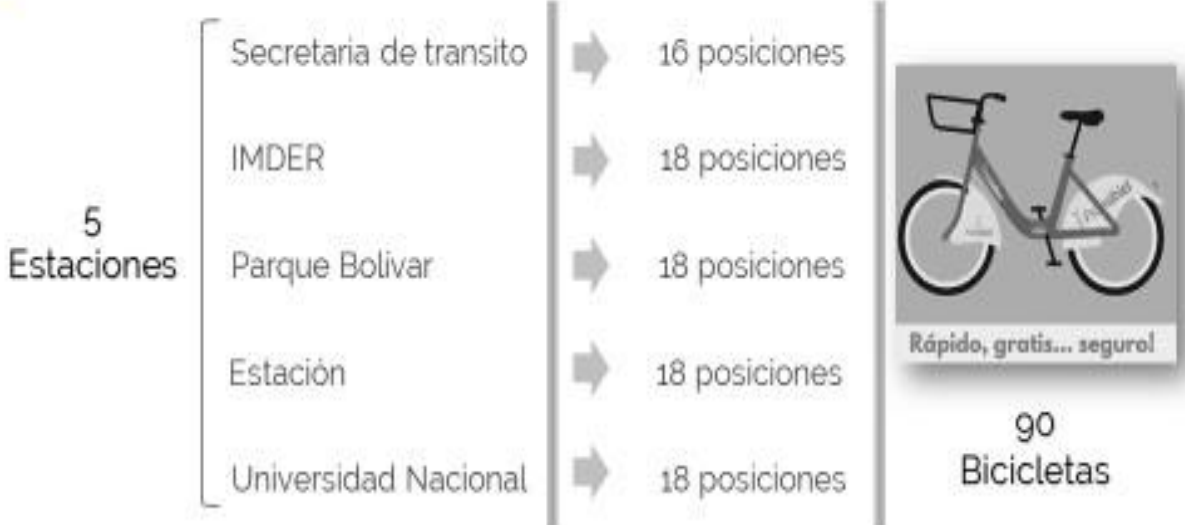 5
Estaciones
Secretaria de transito
16 posiciones
IMDER
18 posiciones
Parque Bolivar
18 posiciones
Estación
18 posiciones
Universidad Nacional
18 posiciones
Rápido, gratis... seguro!
90
Bicicletas